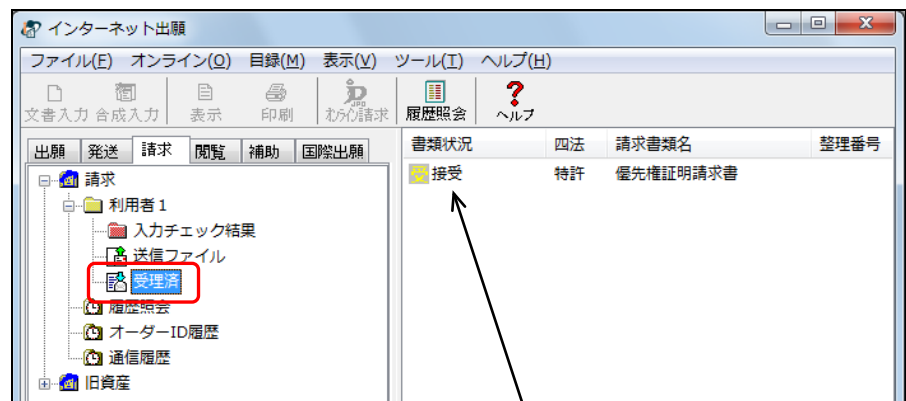 インターネット出願
ファイル(F) オンライン(O) 目録(M) 表示(V) ツール(T) ヘルプ(H)
文書入力 合成入力 表示 印刷 オンライン請求 履歴照会 ヘルプ
出願 発送 請求 閲覧 補助 国際出願
書類状況 四法 請求書類名 整理番号
受 接受 特許 優先権証明請求書
請求
利用者1
入力チェック結果
送信ファイル
受理済
履歴照会
オーダーID履歴
通信履歴
旧資産